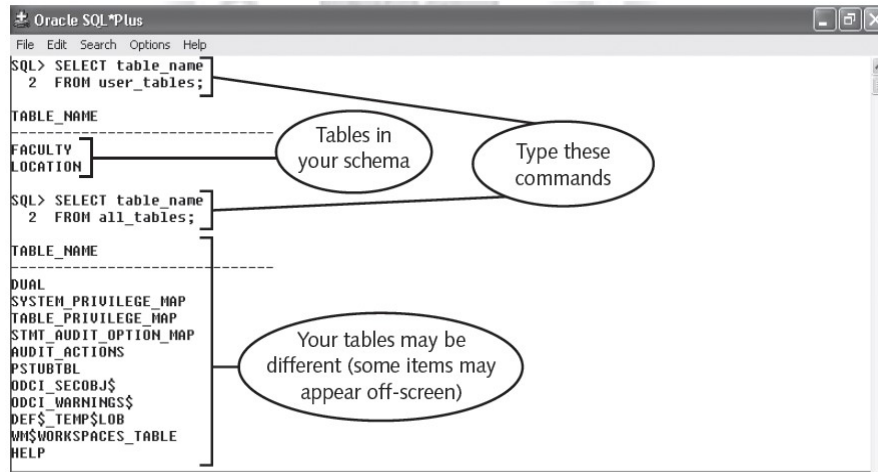 Oracle SQL*Plus
File Edit Search Options Help
SQL> SELECT table_name
2 FROM user_tables;
TABLE_NAME
------------------------------
FACULTY
LOCATION
Tables in
your schema
Type these
commands
SQL> SELECT table_name
2 FROM all_tables;
TABLE_NAME
------------------------------
DUAL
SYSTEM_PRIVILEGE_MAP
TABLE_PRIVILEGE_MAP
STMT_AUDIT_OPTION_MAP
AUDIT_ACTIONS
PSTUBTBL
ODCI_SECOBJ$
ODCI_WARNINGS$
DEF$_TEMP$LOB
WM$WORKSPACES_TABLE
HELP
Your tables may be
different (some items may
appear off-screen)